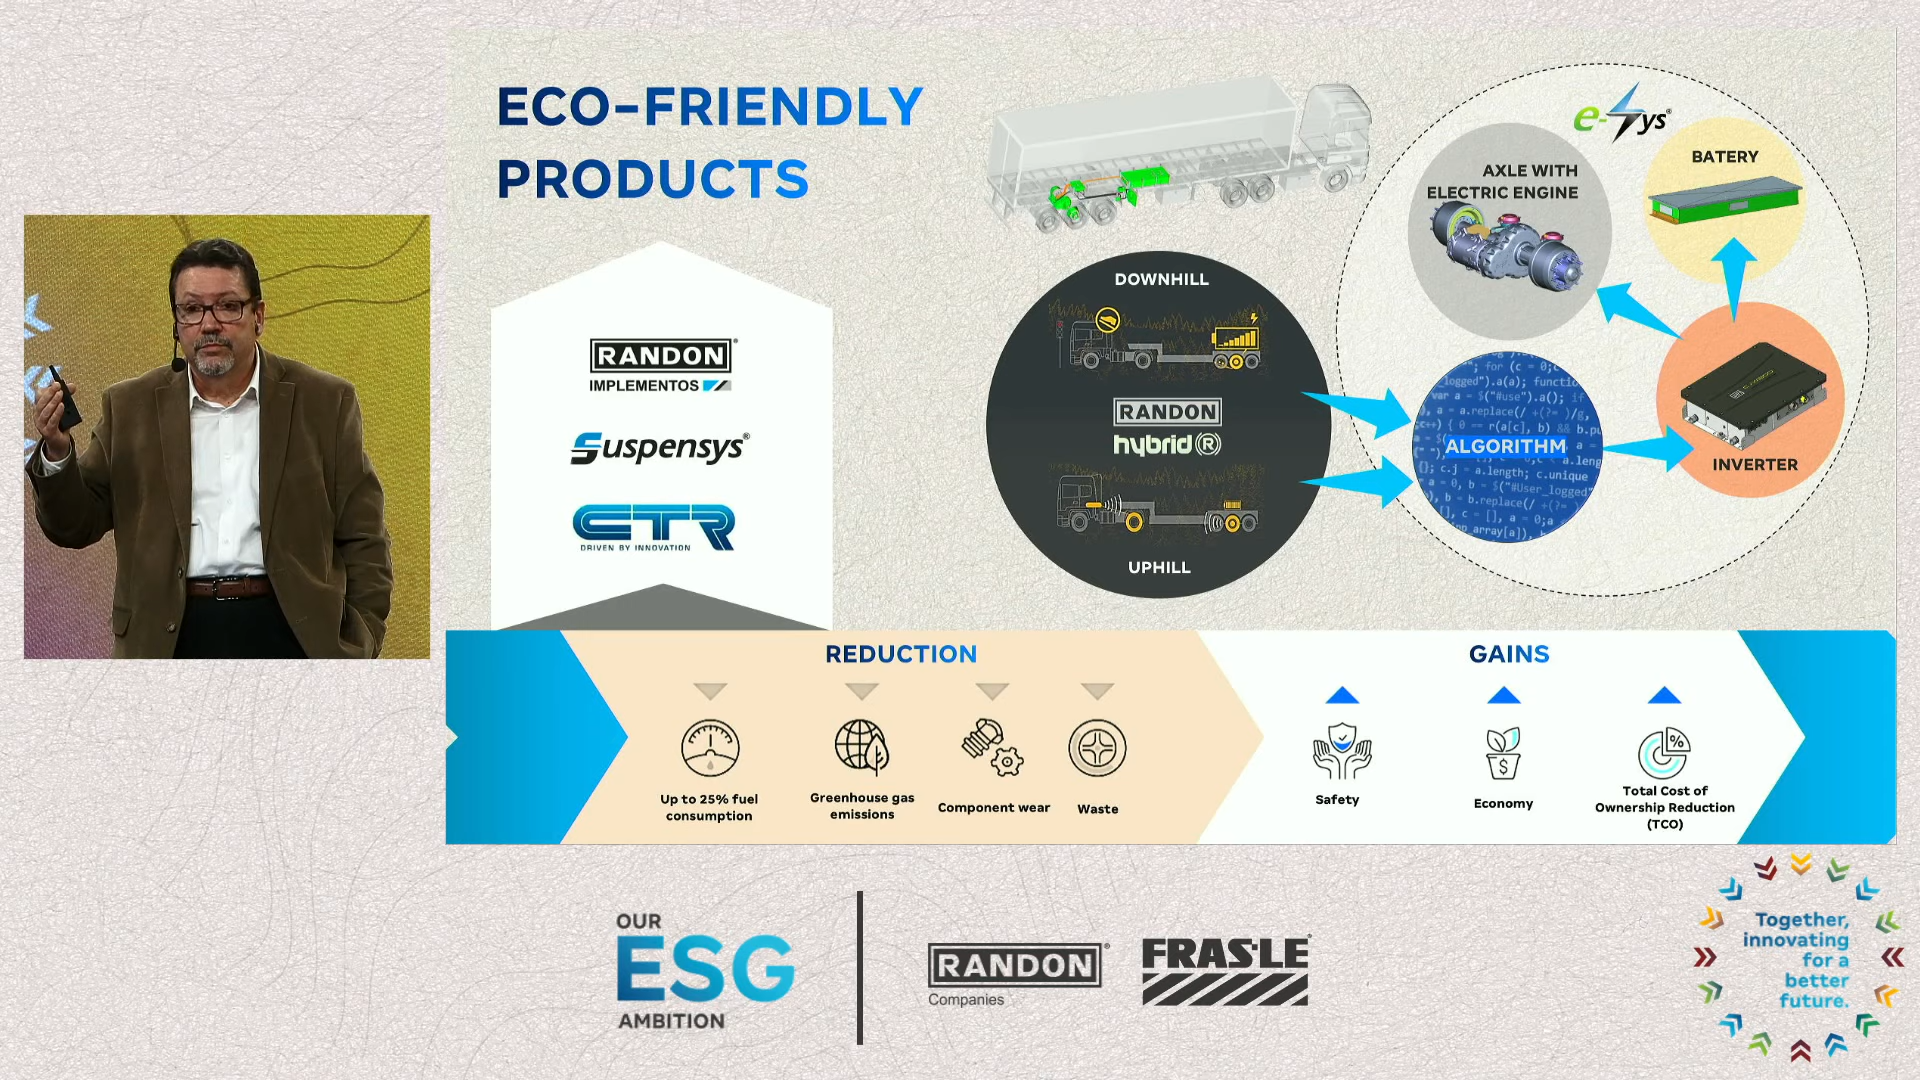 ECO-FRIENDLY
PRODUCTS
RANDON®
IMPLEMENTOS
Suspensys®
CTR
DRIVEN BY INNOVATION
DOWNHILL
RANDON
hybrid R
UPHILL
e-Sys®
AXLE WITH
ELECTRIC ENGINE
BATERY
ALGORITHM
INVERTER
REDUCTION
Up to 25% fuel
consumption
Greenhouse gas
emissions
Component wear
Waste
GAINS
Safety
Economy
%
$
Total Cost of
Ownership Reduction
(TCO)
OUR
ESG
AMBITION
RANDON®
Companies
FRAS-LE®
Together,
innovating
for a
better
future.